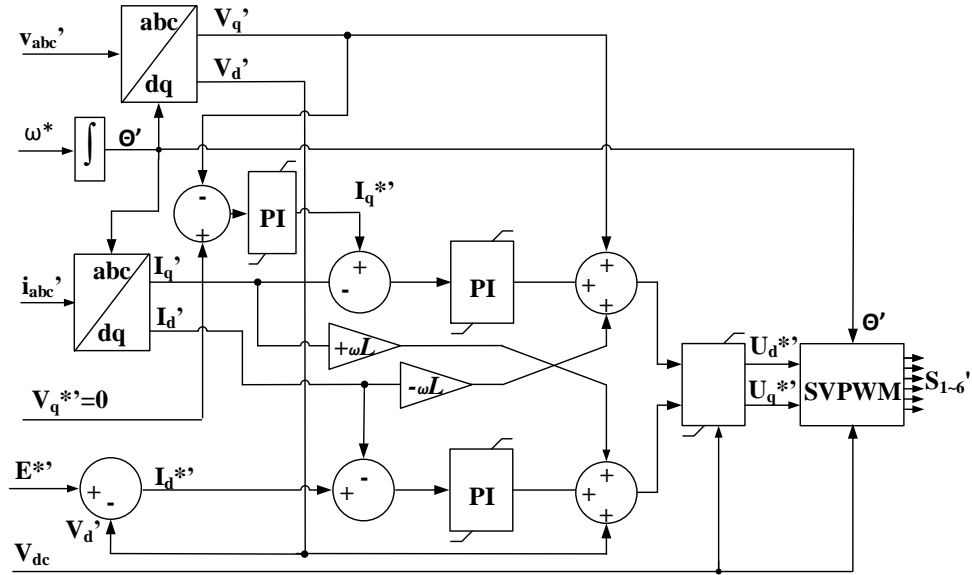 abc
V_q'
v_abc'
dq
V_d'
ω*
∫
Θ'
-
+
PI
I_q*'
+
-
PI
+
+
+
abc
I_q'
i_abc'
dq
I_d'
+ωL
-ωL
Θ'
U_d*'
U_q*'
SVPWM
S_1~6'
V_q*'=0
E*'
+
-
I_d*'
V_d'
-
+
PI
+
+
+
V_dc